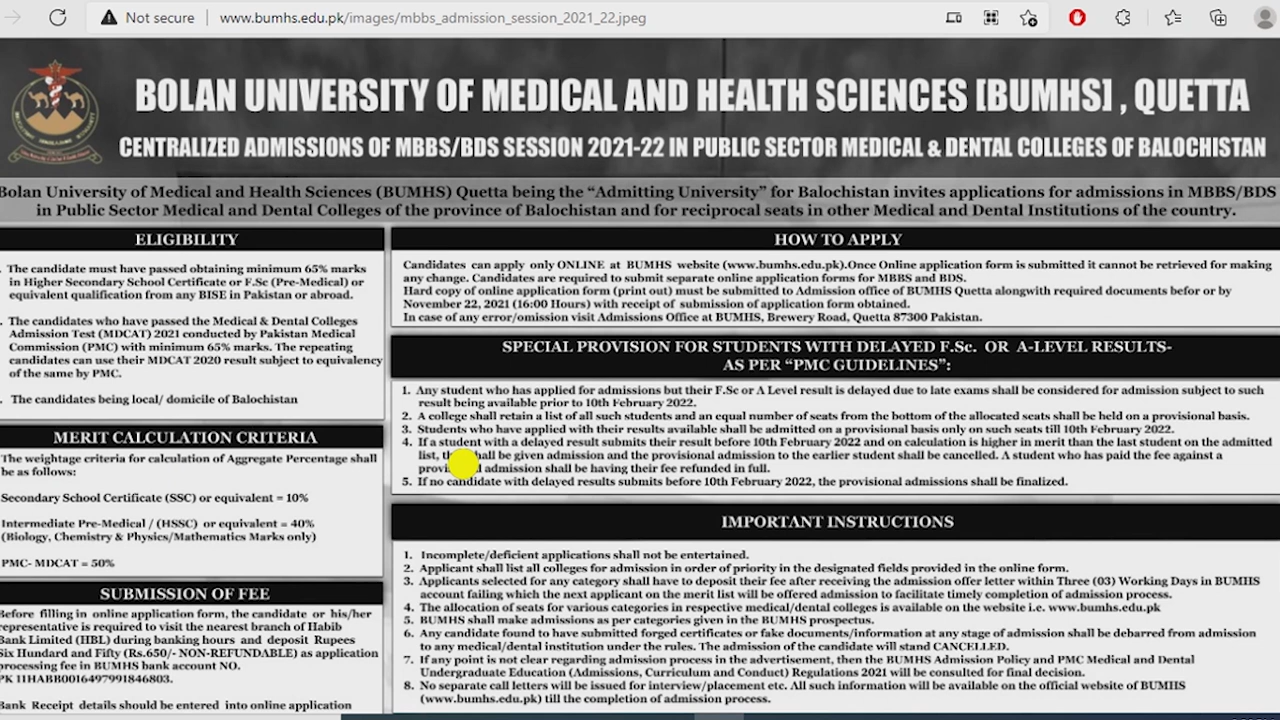 Not secure
www.bumhs.edu.pk/images/mbbs_admission_session_2021_22.jpeg
BOLAN UNIVERSITY OF MEDICAL AND HEALTH SCIENCES [BUMHS] , QUETTA
CENTRALIZED ADMISSIONS OF MBBS/BDS SESSION 2021-22 IN PUBLIC SECTOR MEDICAL & DENTAL COLLEGES OF BALOCHISTAN
Bolan University of Medical and Health Sciences (BUMHS) Quetta being the “Admitting University” for Balochistan invites applications for admissions in MBBS/BDS
in Public Sector Medical and Dental Colleges of the province of Balochistan and for reciprocal seats in other Medical and Dental Institutions of the country.
ELIGIBILITY
. The candidate must have passed obtaining minimum 65% marks
in Higher Secondary School Certificate or F.Sc (Pre-Medical) or
equivalent qualification from any BISE in Pakistan or abroad.
. The candidates who have passed the Medical & Dental Colleges
Admission Test (MDCAT) 2021 conducted by Pakistan Medical
Commission (PMC) with minimum 65% marks. The repeating
candidates can use their MDCAT 2020 result subject to equivalency
of the same by PMC.
. The candidates being local/ domicile of Balochistan
MERIT CALCULATION CRITERIA
The weightage criteria for calculation of Aggregate Percentage shall
be as follows:
Secondary School Certificate (SSC) or equivalent = 10%
Intermediate Pre-Medical / (HSSC) or equivalent = 40%
(Biology, Chemistry & Physics/Mathematics Marks only)
PMC- MDCAT = 50%
SUBMISSION OF FEE
Before filling in online application form, the candidate or his/her
representative is required to visit the nearest branch of Habib
Bank Limited (HBL) during banking hours and deposit Rupees
Six Hundard and Fifty (Rs.650/- NON-REFUNDABLE) as application
processing fee in BUMHS bank account NO.
PK 11HABB0016497991846803.
Bank Receipt details should be entered into online application
HOW TO APPLY
Candidates can apply only ONLINE at BUMHS website (www.bumhs.edu.pk).Once Online application form is submitted it cannot be retrieved for making
any change. Candidates are required to submit separate online application forms for MBBS and BDS.
Hard copy of online application form (print out) must be submitted to Admission office of BUMHS Quetta alongwith required documents befor or by
November 22, 2021 (16:00 Hours) with receipt of submission of application form obtained.
In case of any error/omission visit Admissions Office at BUMHS, Brewery Road, Quetta 87300 Pakistan.
SPECIAL PROVISION FOR STUDENTS WITH DELAYED F.Sc. OR A-LEVEL RESULTS-
AS PER “PMC GUIDELINES”:
1. Any student who has applied for admissions but their F.Sc or A Level result is delayed due to late exams shall be considered for admission subject to such
result being available prior to 10th February 2022.
2. A college shall retain a list of all such students and an equal number of seats from the bottom of the allocated seats shall be held on a provisional basis.
3. Students who have applied with their results available shall be admitted on a provisional basis only on such seats till 10th February 2022.
4. If a student with a delayed result submits their result before 10th February 2022 and on calculation is higher in merit than the last student on the admitted
list, shall be given admission and the provisional admission to the earlier student shall be cancelled. A student who has paid the fee against a
admission shall be having their fee refunded in full.
5. If no candidate with delayed results submits before 10th February 2022, the provisional admissions shall be finalized.
IMPORTANT INSTRUCTIONS
1. Incomplete/deficient applications shall not be entertained.
2. Applicant shall list all colleges for admission in order of priority in the designated fields provided in the online form.
3. Applicants selected for any category shall have to deposit their fee after receiving the admission offer letter within Three (03) Working Days in BUMHS
account failing which the next applicant on the merit list will be offered admission to facilitate timely completion of admission process.
4. The allocation of seats for various categories in respective medical/dental colleges is available on the website i.e. www.bumhs.edu.pk
5. BUMHS shall make admissions as per categories given in the BUMHS prospectus.
6. Any candidate found to have submitted forged certificates or fake documents/information at any stage of admission shall be debarred from admission
to any medical/dental institution under the rules. The admission of the candidate will stand CANCELLED.
7. If any point is not clear regarding admission process in the advertisement, then the BUMHS Admission Policy and PMC Medical and Dental
Undergraduate Education (Admissions, Curriculum and Conduct) Regulations 2021 will be consulted for final decision.
8. No separate call letters will be issued for interview/placement etc. All such information will be available on the official website of BUMHS
(www.bumhs.edu.pk) till the completion of admission process.